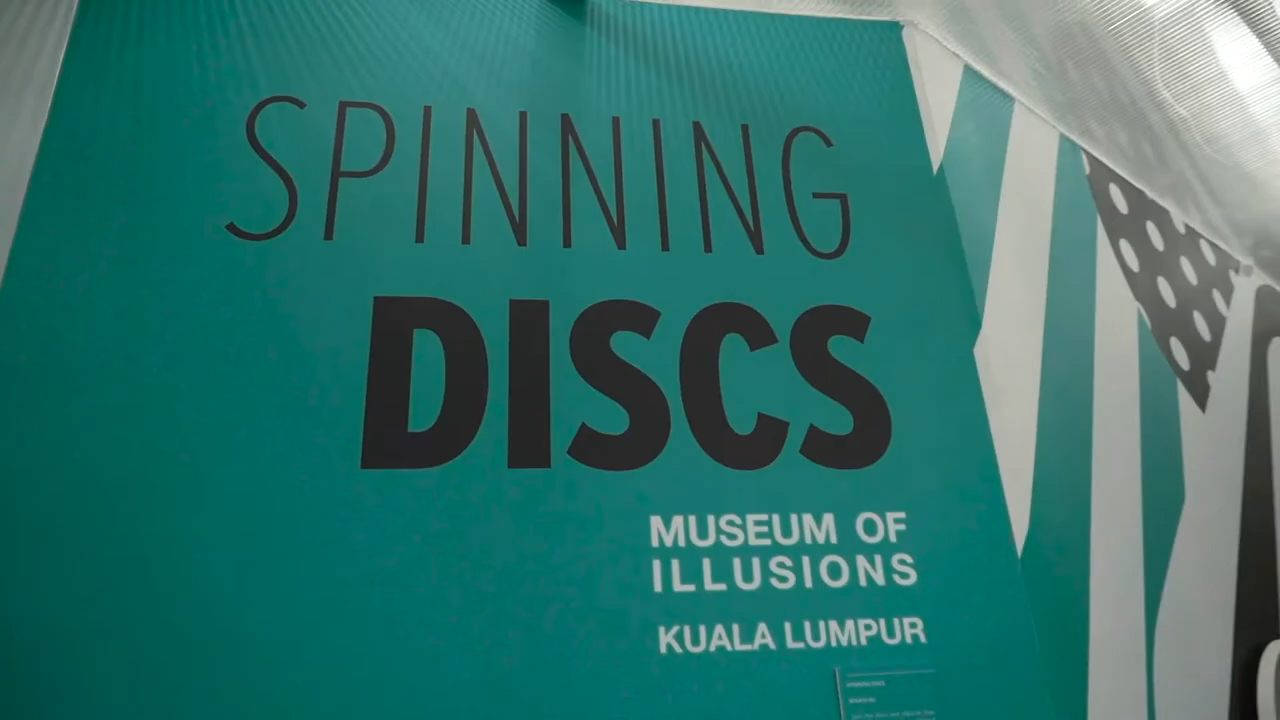 SPINNING
DISCS
MUSEUM OF
ILLUSIONS
KUALA LUMPUR